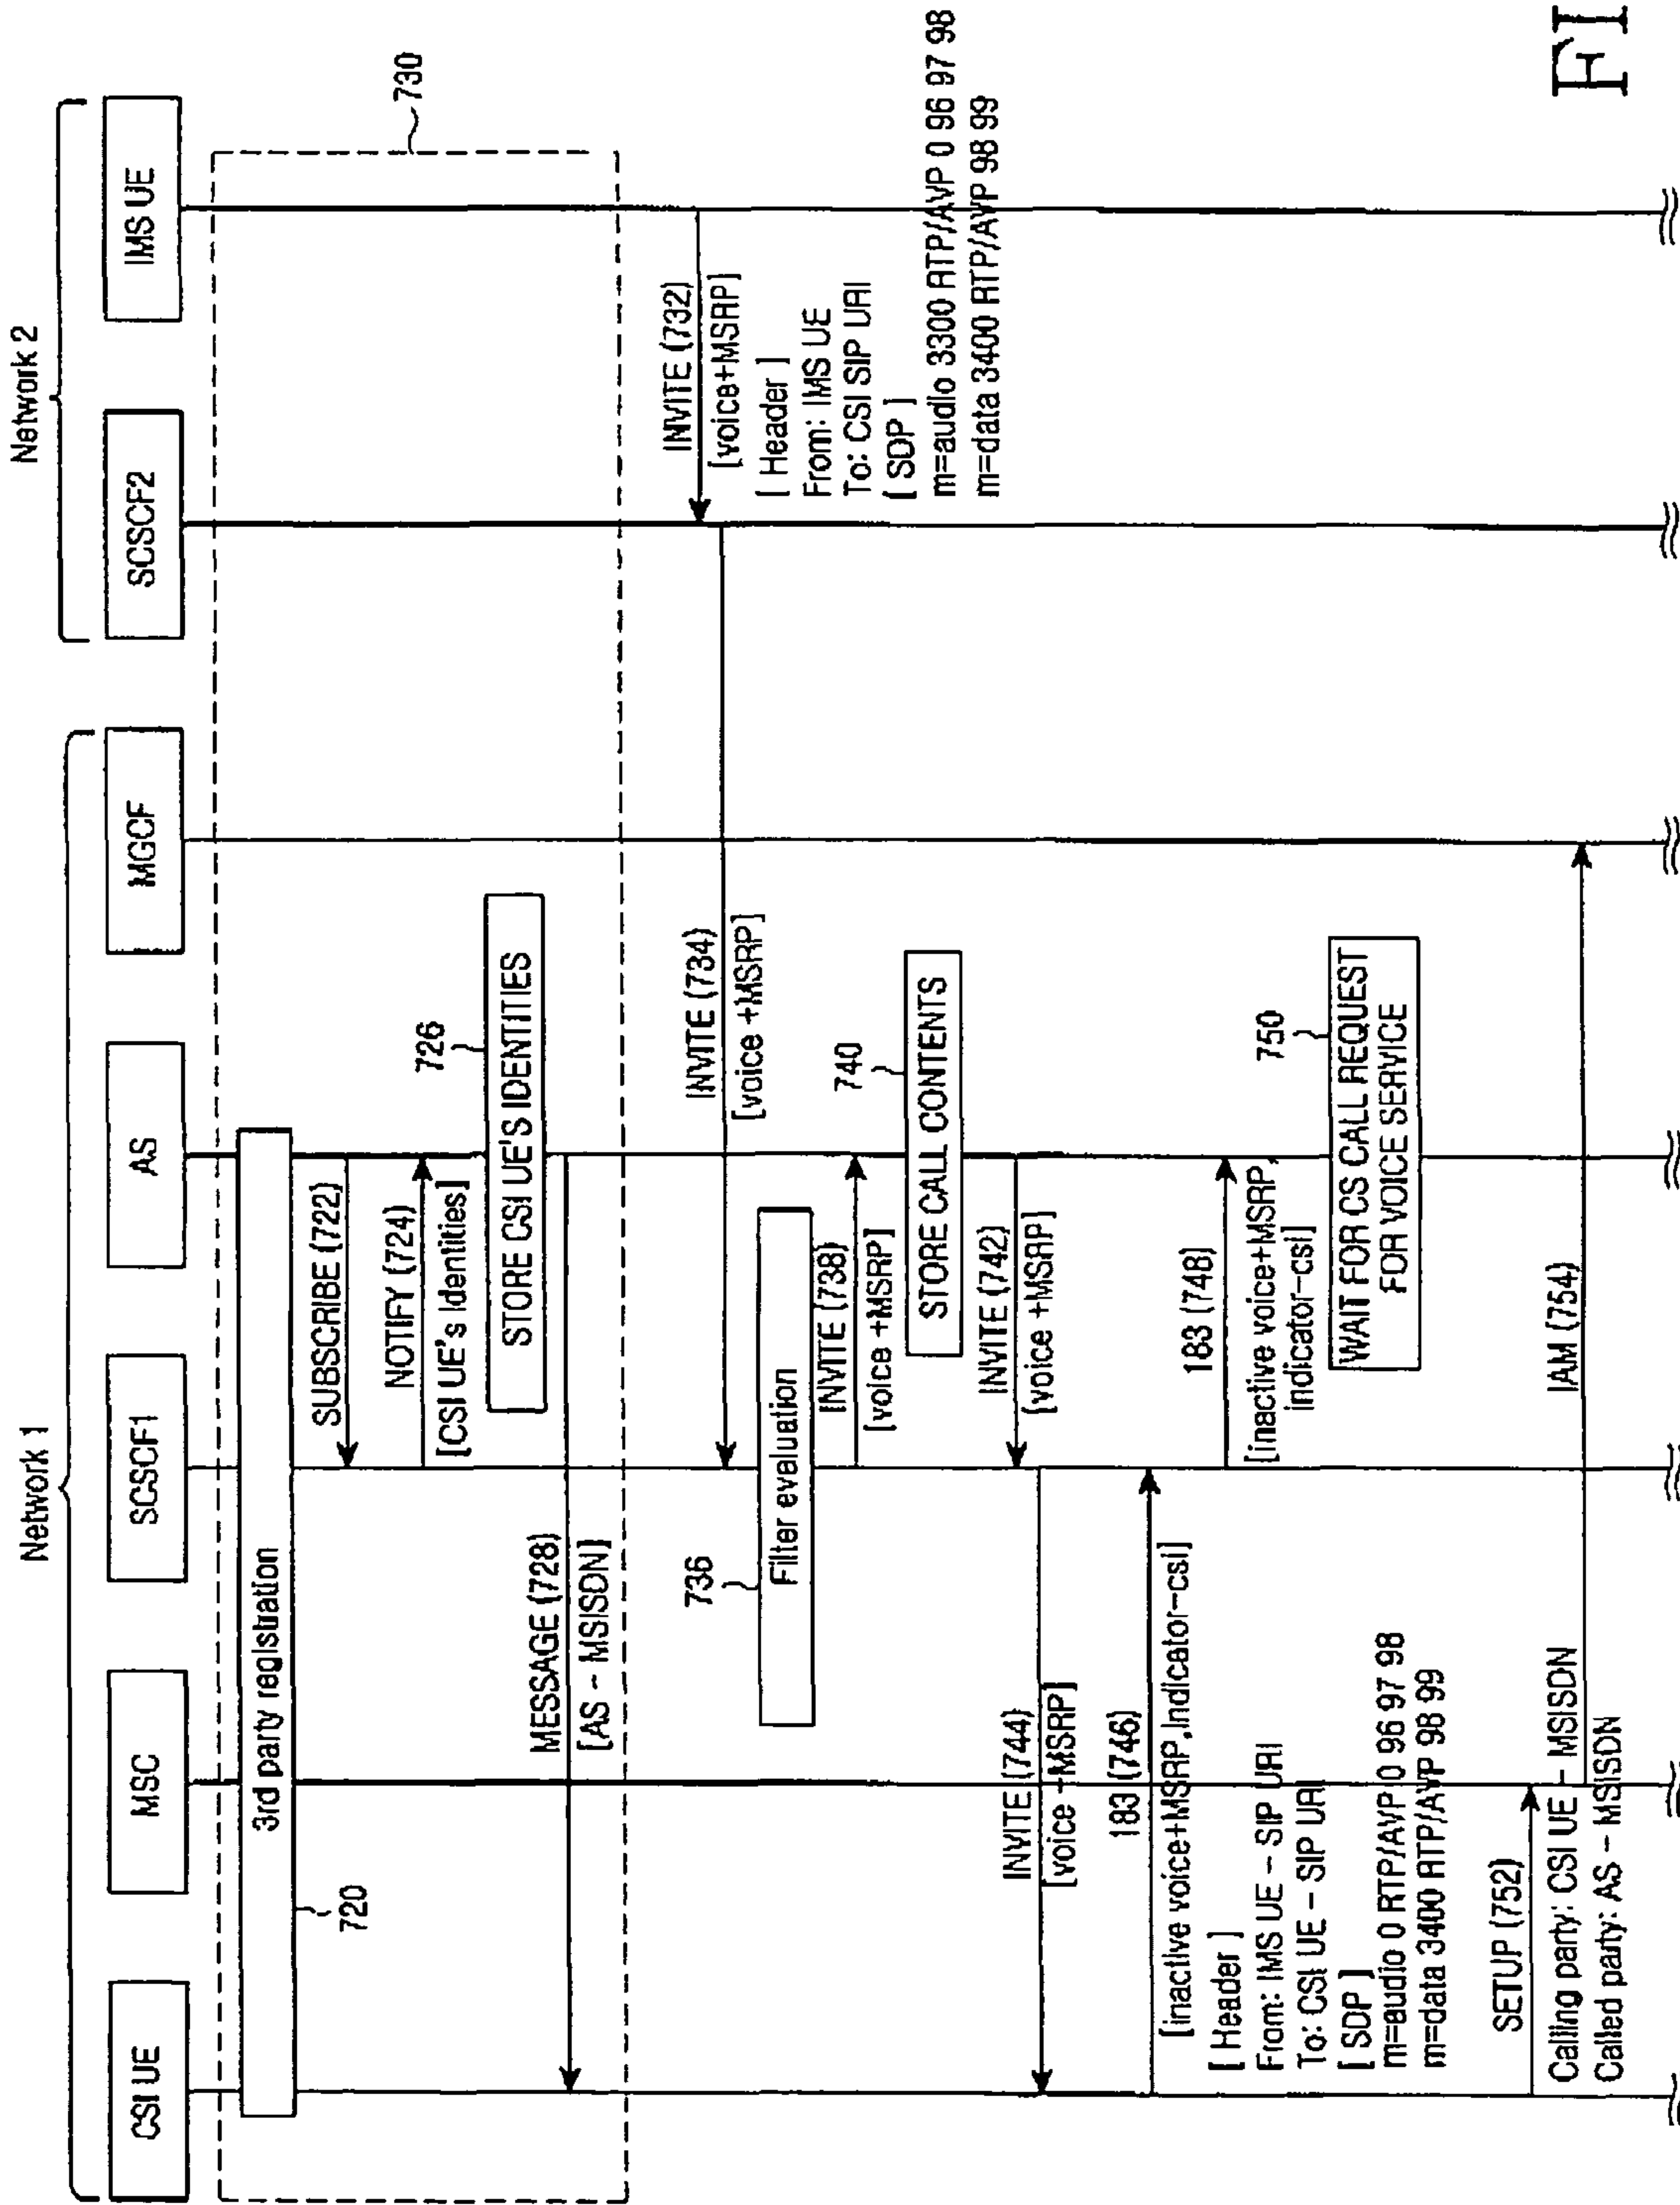 Network 1
Network 2
CSI UE
MSC
SCSCF1
AS
MGCF
SCSCF2
IMS UE
730
3rd party registration
720
SUBSCRIBE (722)
NOTIFY (724)
[CSI UE's Identities]
726
STORE CSI UE'S IDENTITIES
MESSAGE (728)
[AS - MSISDN]
INVITE (732)
[voice+MSRP]
[ Header ]
From: IMS UE
To: CSI SIP URI
[ SDP ]
m=audio 3300 RTP/AVP 0 96 97 98
m=data 3400 RTP/AVP 98 99
INVITE (734)
[voice +MSRP]
736
Filter evaluation
INVITE (738)
[voice +MSRP]
740
STORE CALL CONTENTS
INVITE (742)
[voice +MSRP]
INVITE (744)
[voice +MSRP]
183 (746)
[inactive voice+MSRP,Indicator-csi]
[ Header ]
From: IMS UE - SIP URI
To: CSI UE - SIP URI
[ SDP ]
m=audio 0 RTP/AVP 0 96 97 98
m=data 3400 RTP/AVP 98 99
183 (748)
[inactive voice+MSRP,
indicator-csi]
750
WAIT FOR CS CALL REQUEST
FOR VOICE SERVICE
SETUP (752)
Calling party: CSI UE - MSISDN
Called party: AS - MSISDN
IAM (754)
FI